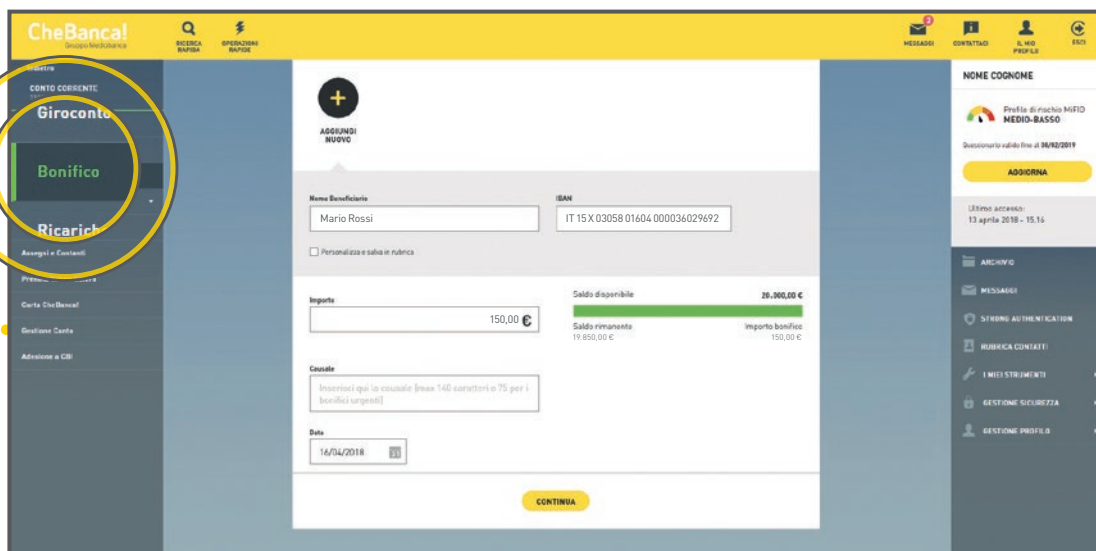 CheBanca!
Gruppo Mediobanca
RICERCA
RAPIDA
OPERAZIONI
RAPIDE
2
MESSAGGI
CONTATTACI
IL MIO
PROFILO
ESCI
CONTO CORRENTE
Giroconto
Bonifico
Ricarich
Assegni e Contanti
Carta CheBanca!
Gestione Conto
Adesione a CBI
AGGIUNGI
NUOVO
Nome Beneficiario
Mario Rossi
IBAN
IT 15 X 03058 01604 000036029692
Personalizza e salva in rubrica
Importo
150,00 €
Saldo disponibile 20.000,00 €
Saldo rimanente Importo bonifico
19.850,00 € 150,00 €
Causale
Inserisci qui la causale (max 140 caratteri o 75 per i
bonifici urgenti)
Data
16/04/2018
31
CONTINUA
NOME COGNOME
Profilo di rischio MiFID
MEDIO-BASSO
Questionario valido fino al 08/02/2019
AGGIORNA
Ultimo accesso:
13 aprile 2018 - 15,16
ARCHIVIO
MESSAGGI
STRONG AUTHENTICATION
RUBRICA CONTATTI
I MIEI STRUMENTI
GESTIONE SICUREZZA
GESTIONE PROFILO